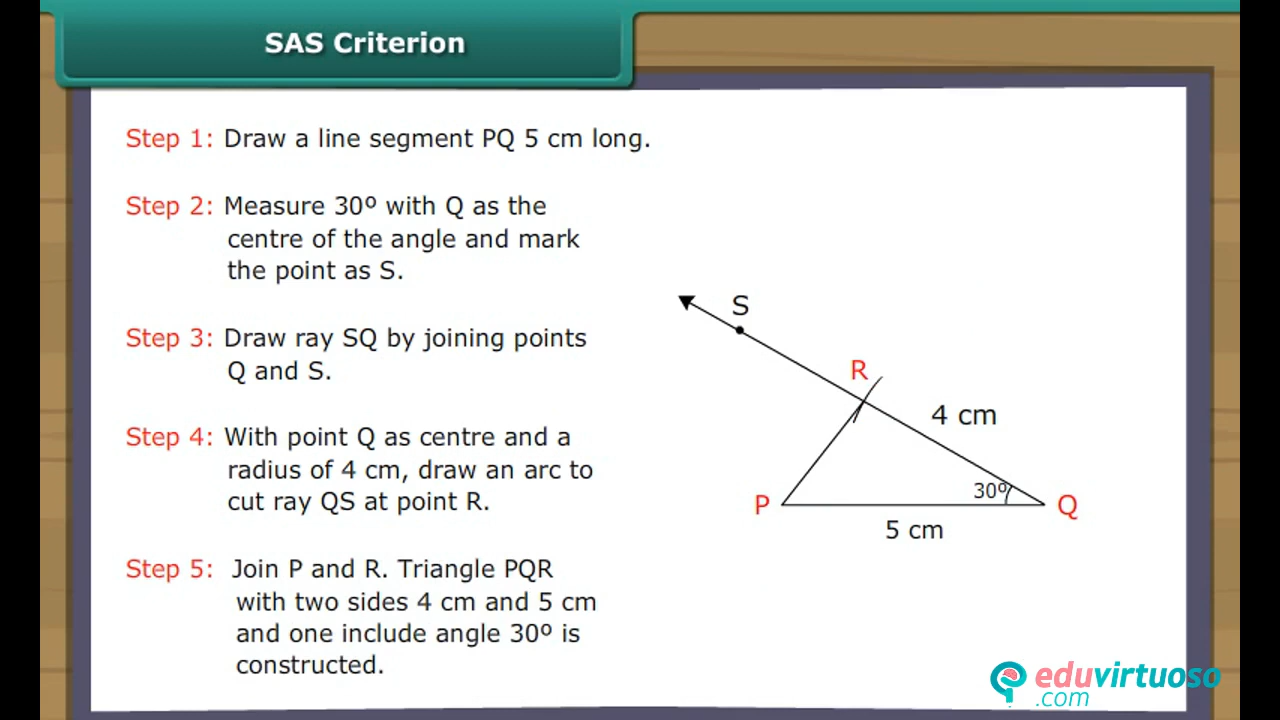 SAS Criterion
Step 1: Draw a line segment PQ 5 cm long.
Step 2: Measure 30º with Q as the
centre of the angle and mark
the point as S.
Step 3: Draw ray SQ by joining points
Q and S.
Step 4: With point Q as centre and a
radius of 4 cm, draw an arc to
cut ray QS at point R.
Step 5: Join P and R. Triangle PQR
with two sides 4 cm and 5 cm
and one include angle 30º is
constructed.
S
R
4 cm
30º
P
Q
5 cm
eduvirtuoso
.com